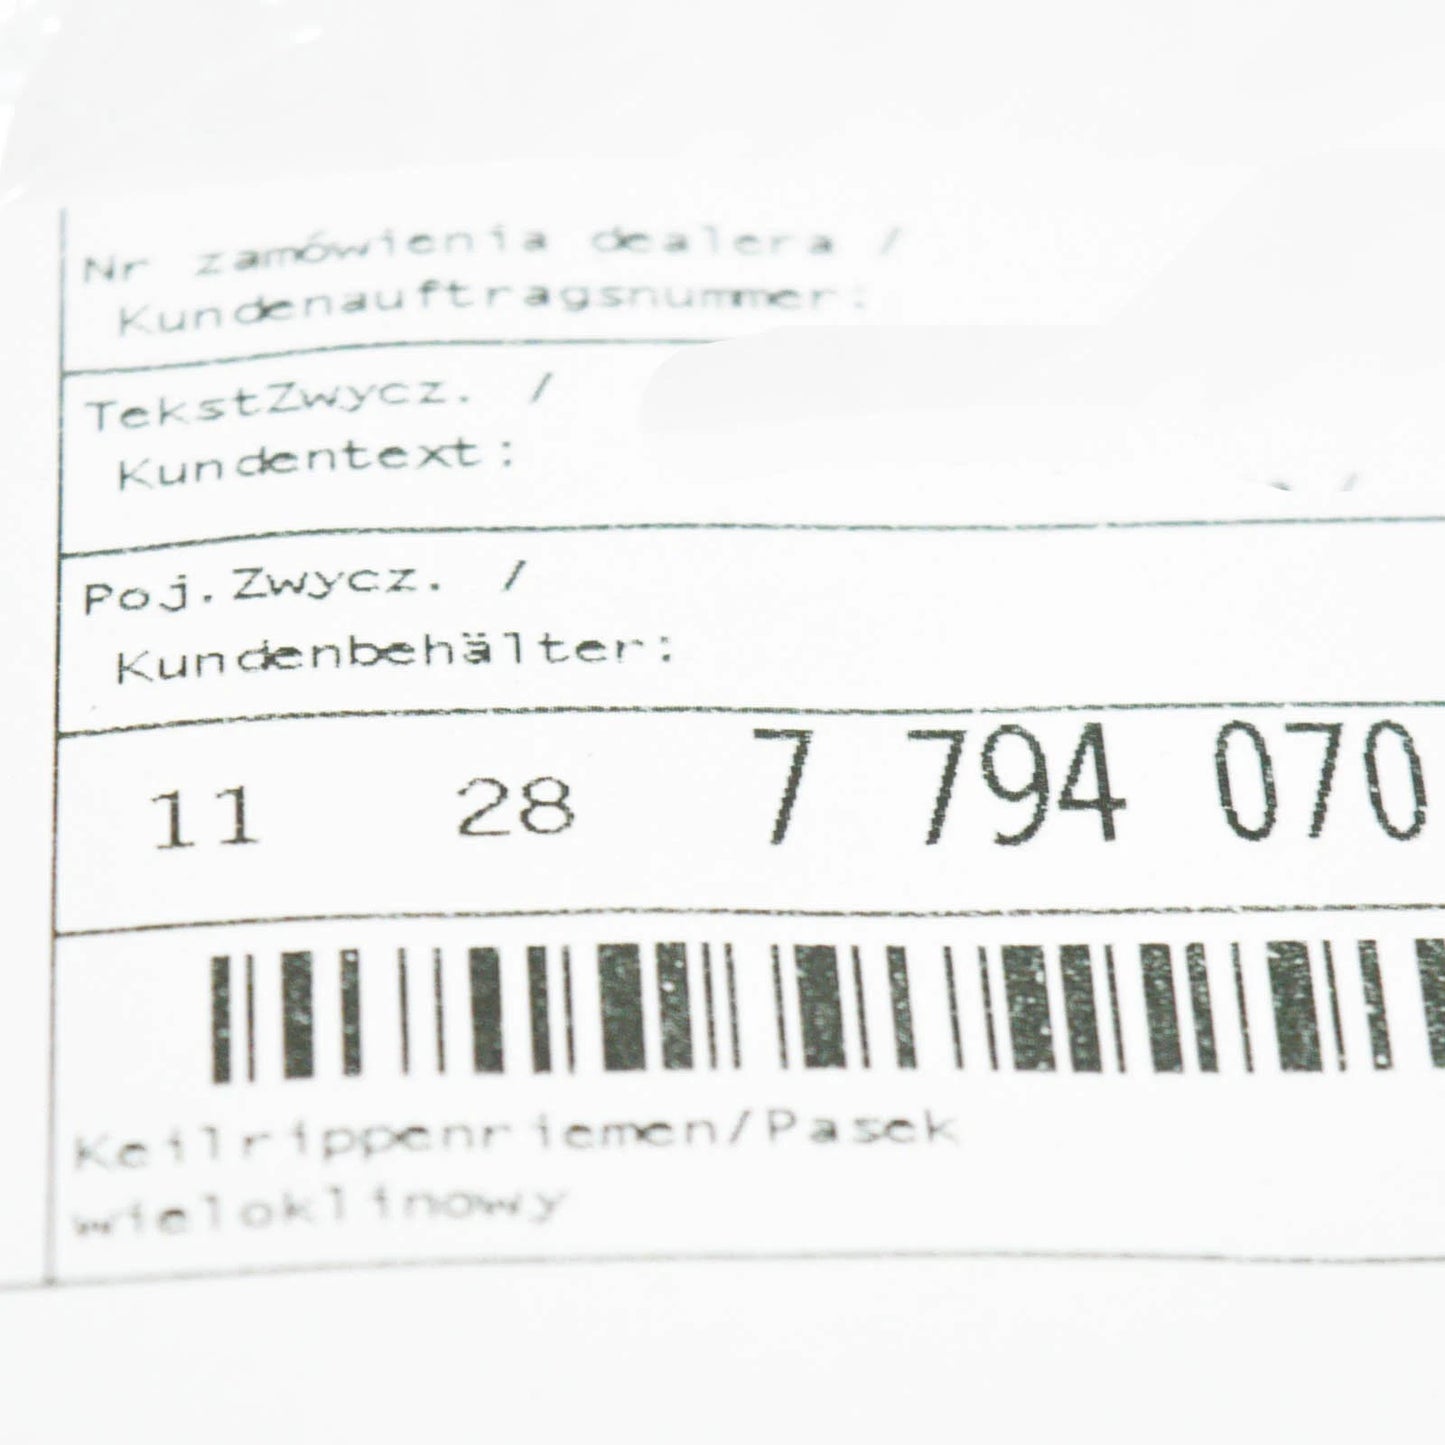 Nr zamówienia dealera /
Kundenauftragsnummer:
TekstZwycz. /
Kundentext:
Poj.Zwycz. /
Kundenbehälter:
11 28 7 794 070
Keilrippenriemen/Pasek
wieloklinowy